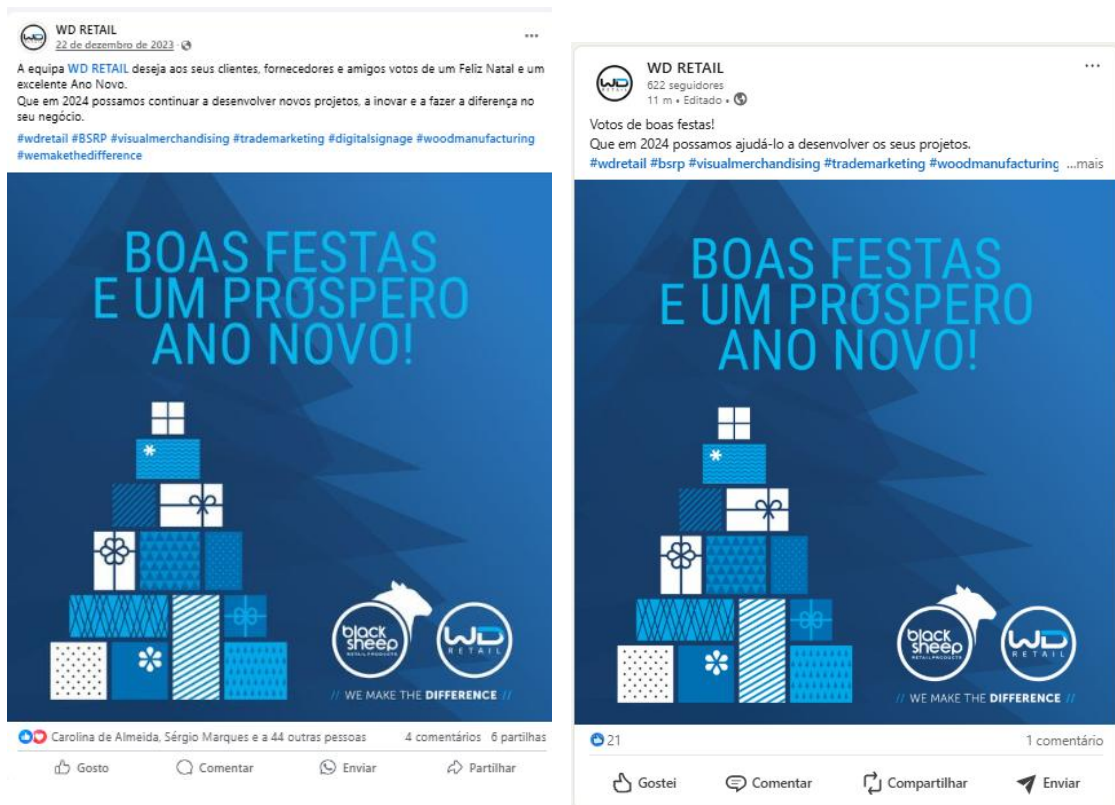 WD RETAIL
22 de dezembro de 2023 ·
A equipa WD RETAIL deseja aos seus clientes, fornecedores e amigos votos de um Feliz Natal e um
excelente Ano Novo.
Que em 2024 possamos continuar a desenvolver novos projetos, a inovar e a fazer a diferença no
seu negócio.
#wdretail #BSRP #visualmerchandising #trademarketing #digitalsignage #woodmanufacturing
#wemakethedifference
BOAS FESTAS
E UM PRÓSPERO
ANO NOVO!
black
sheep
RETAIL PRODUCTS
WD
RETAIL
// WE MAKE THE DIFFERENCE //
Carolina de Almeida, Sérgio Marques e a 44 outras pessoas 4 comentários 6 partilhas
Gosto Comentar Enviar Partilhar
WD RETAIL
622 seguidores
11 m • Editado •
Votos de boas festas!
Que em 2024 possamos ajudá-lo a desenvolver os seus projetos.
#wdretail #bsrp #visualmerchandising #trademarketing #woodmanufacturing ...mais
BOAS FESTAS
E UM PRÓSPERO
ANO NOVO!
black
sheep
RETAIL PRODUCTS
WD
RETAIL
// WE MAKE THE DIFFERENCE //
21 1 comentário
Gostei Comentar Compartilhar Enviar